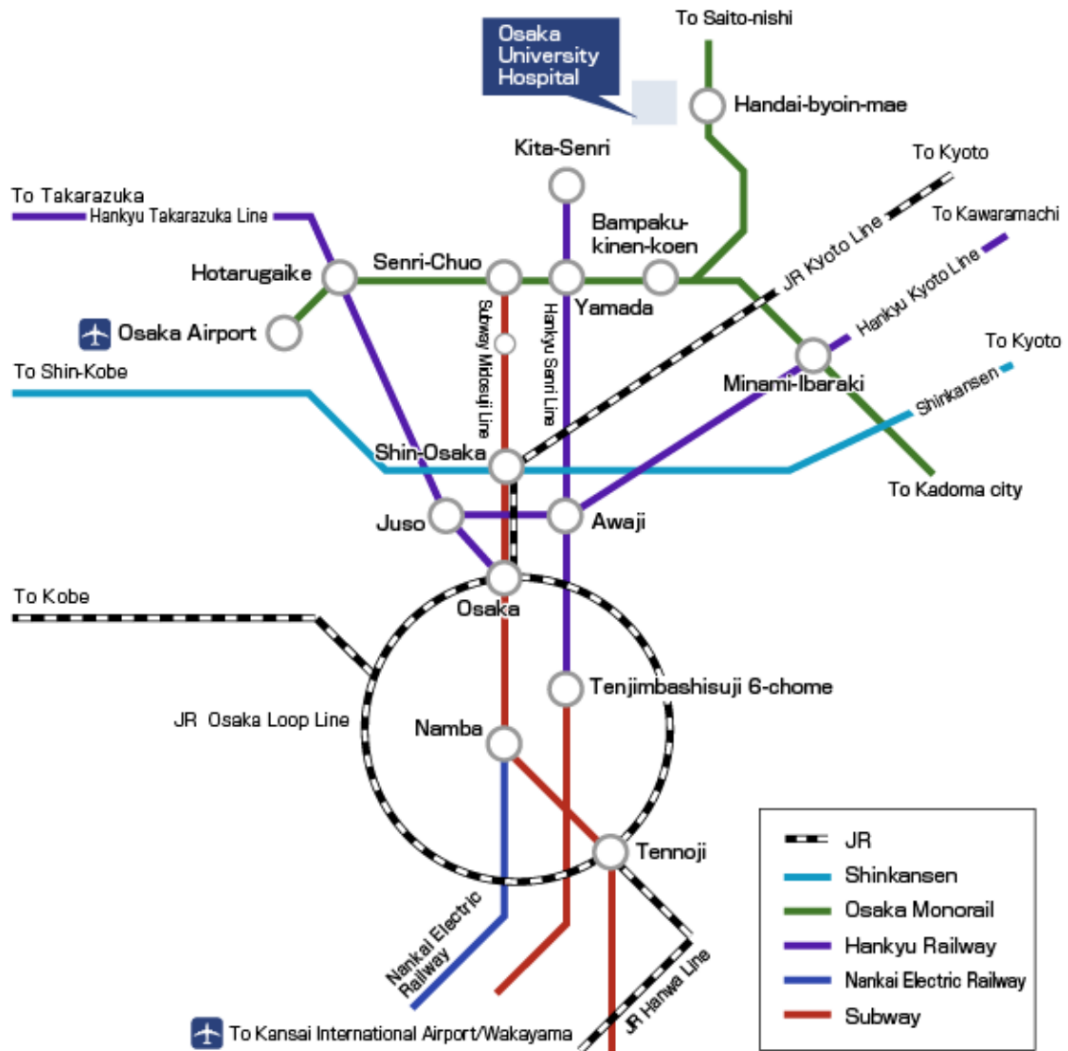 To Saito-nishi
Osaka
University
Hospital
Handai-byoin-mae
Kita-Senri
To Kyoto
To Takarazuka
Hankyu Takarazuka Line
Bampaku-
kinen-koen
To Kawaramachi
JR Kyoto Line
Hotarugaike
Senri-Chuo
Yamada
Hankyu Kyoto Line
Osaka Airport
Subway Midosuji Line
Hankyu Senri Line
To Kyoto
To Shin-Kobe
Minami-Ibaraki
Shinkansen
Shin-Osaka
To Kadoma city
Juso
Awaji
To Kobe
Osaka
Tenjimbashisuji 6-chome
JR Osaka Loop Line
Namba
Tennoji
Nankai Electric
Railway
JR Hanwa Line
To Kansai International Airport/Wakayama
JR
Shinkansen
Osaka Monorail
Hankyu Railway
Nankai Electric Railway
Subway